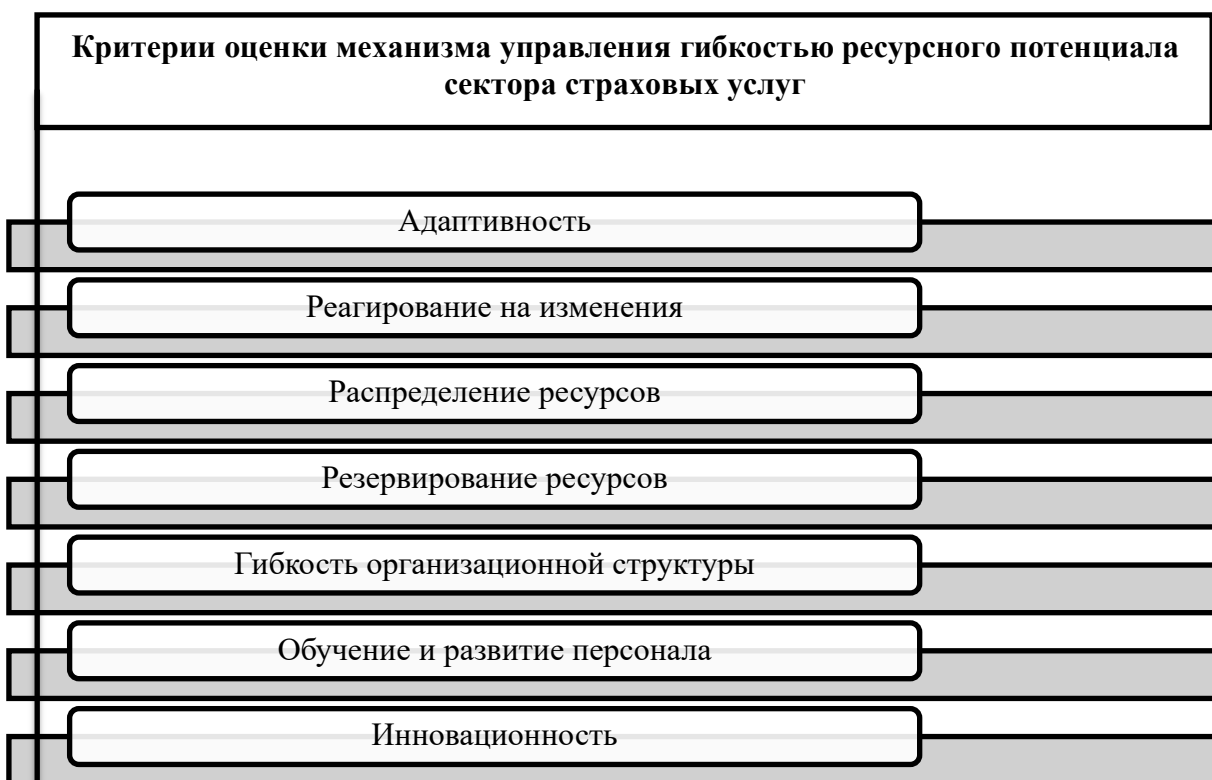 Критерии оценки механизма управления гибкостью ресурсного потенциала
сектора страховых услуг
Адаптивность
Реагирование на изменения
Распределение ресурсов
Резервирование ресурсов
Гибкость организационной структуры
Обучение и развитие персонала
Инновационность